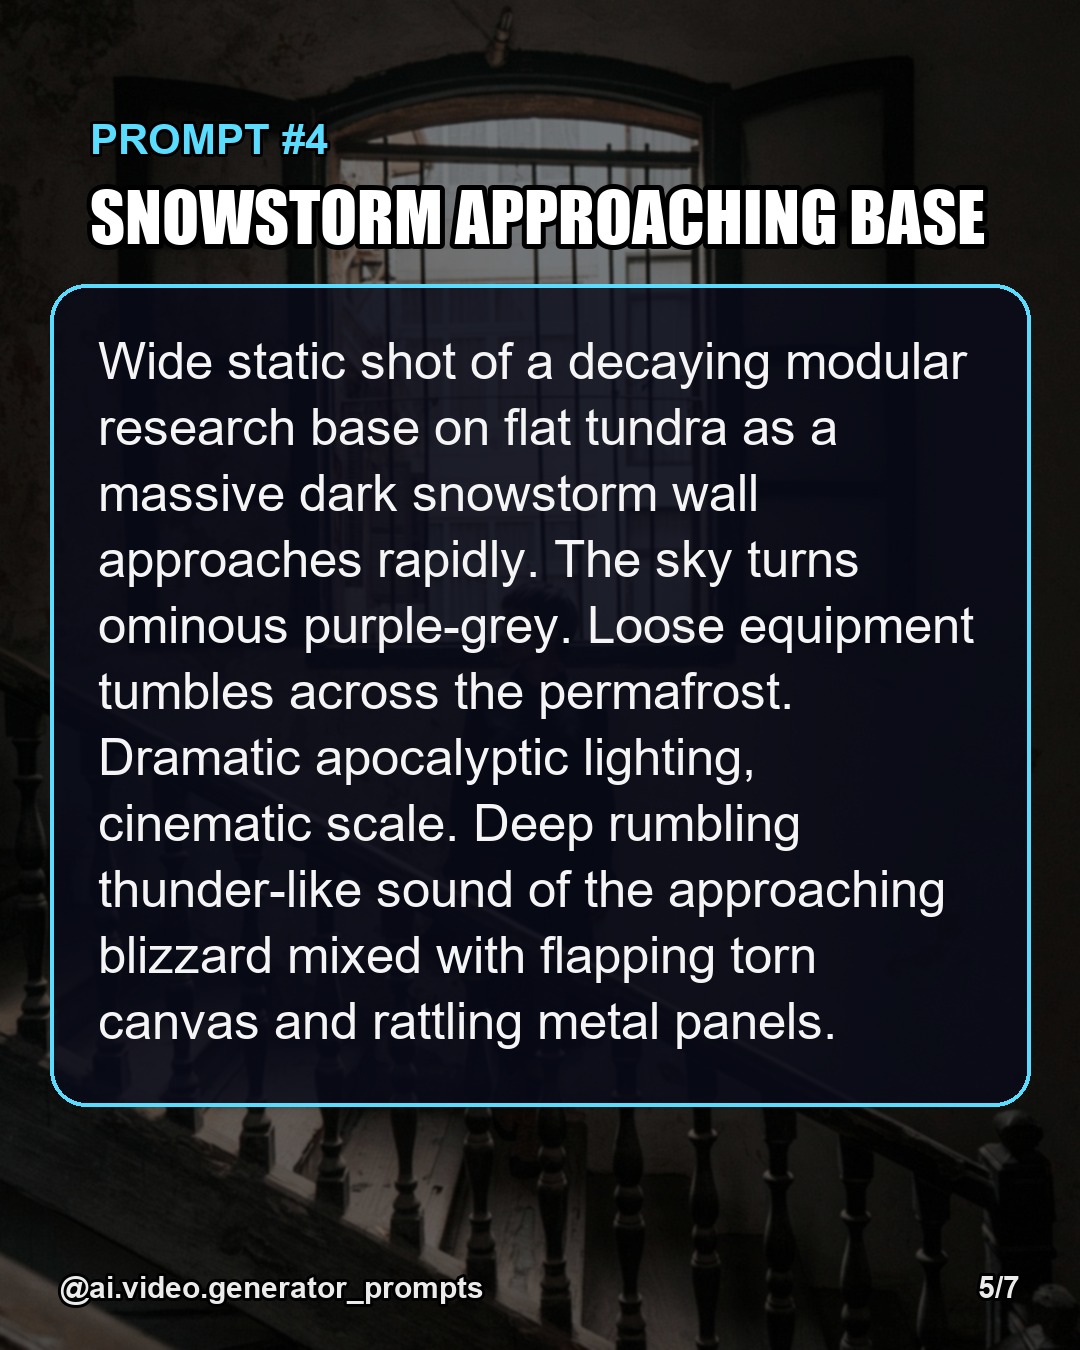 PROMPT #4
SNOWSTORM APPROACHING BASE
Wide static shot of a decaying modular
research base on flat tundra as a
massive dark snowstorm wall
approaches rapidly. The sky turns
ominous purple-grey. Loose equipment
tumbles across the permafrost.
Dramatic apocalyptic lighting,
cinematic scale. Deep rumbling
thunder-like sound of the approaching
blizzard mixed with flapping torn
canvas and rattling metal panels.
@ai.video.generator_prompts
5/7